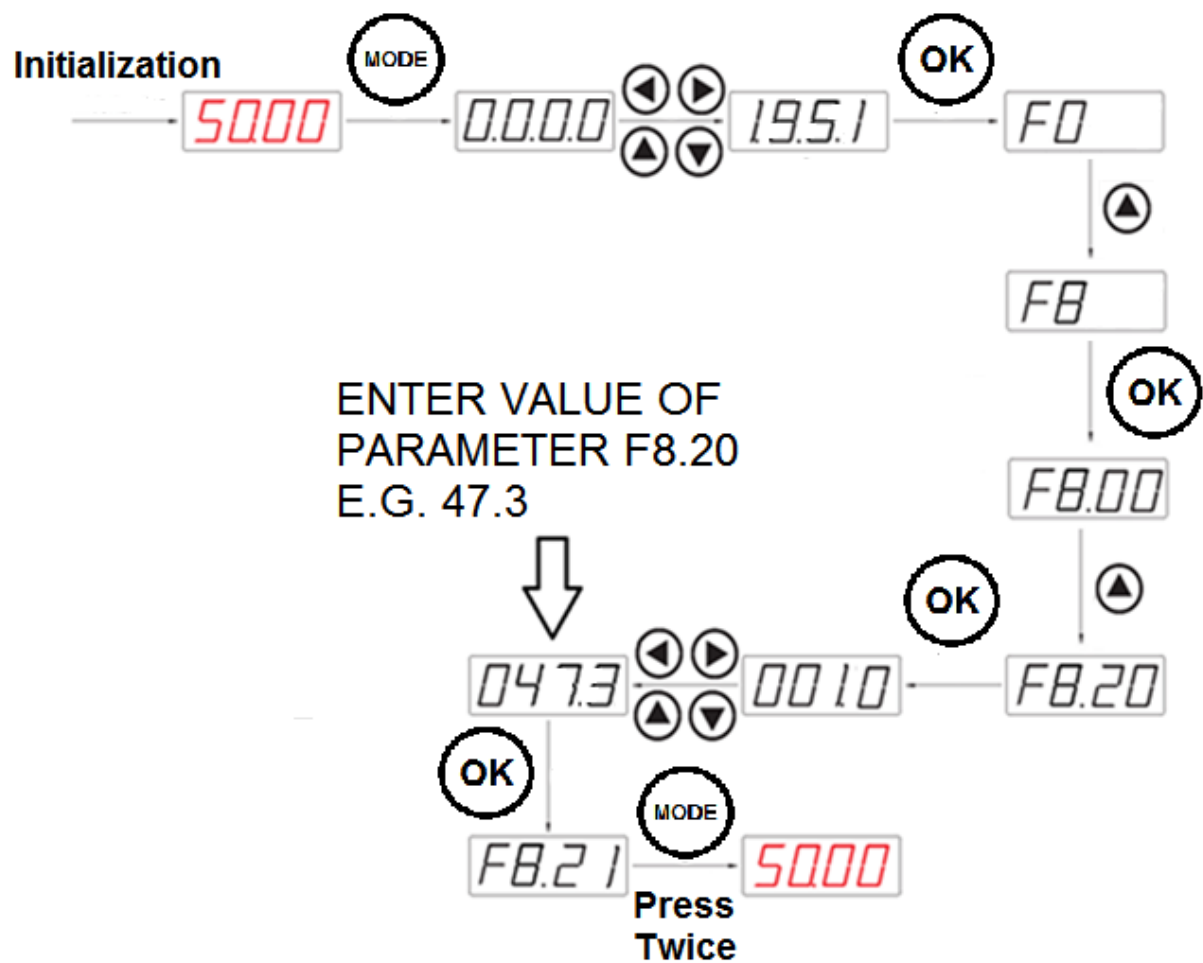 Initialization
50.00
MODE
0.0.0.0
1.9.5.1
OK
F0
F8
OK
F8.00
ENTER VALUE OF
PARAMETER F8.20
E.G. 47.3
OK
F8.20
001.0
047.3
OK
F8.21
MODE
50.00
Press
Twice